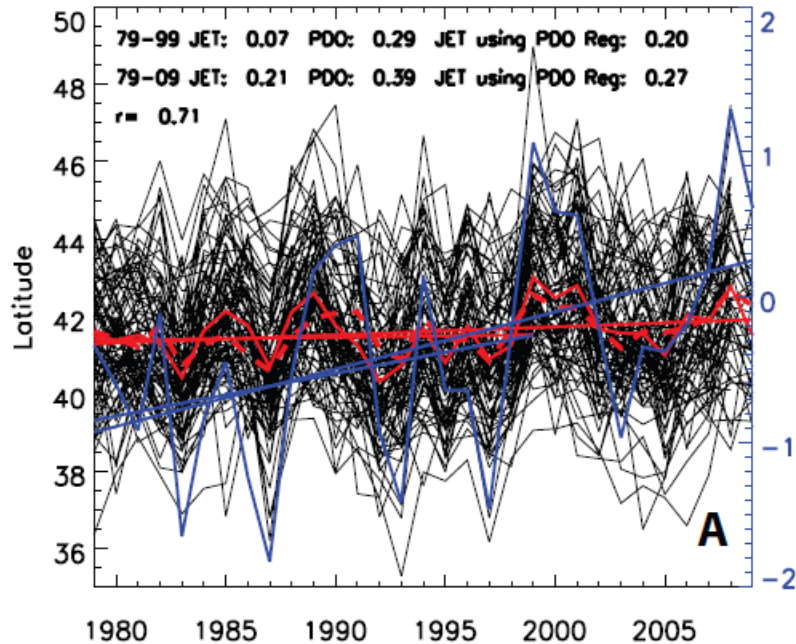 79-99 JET: 0.07 PDO: 0.29 JET using PDO Reg: 0.20
79-09 JET: 0.21 PDO: 0.39 JET using PDO Reg: 0.27
r= 0.71
50
48
46
44
42
40
38
36
Latitude
2
1
0
-1
-2
A
1980 1985 1990 1995 2000 2005